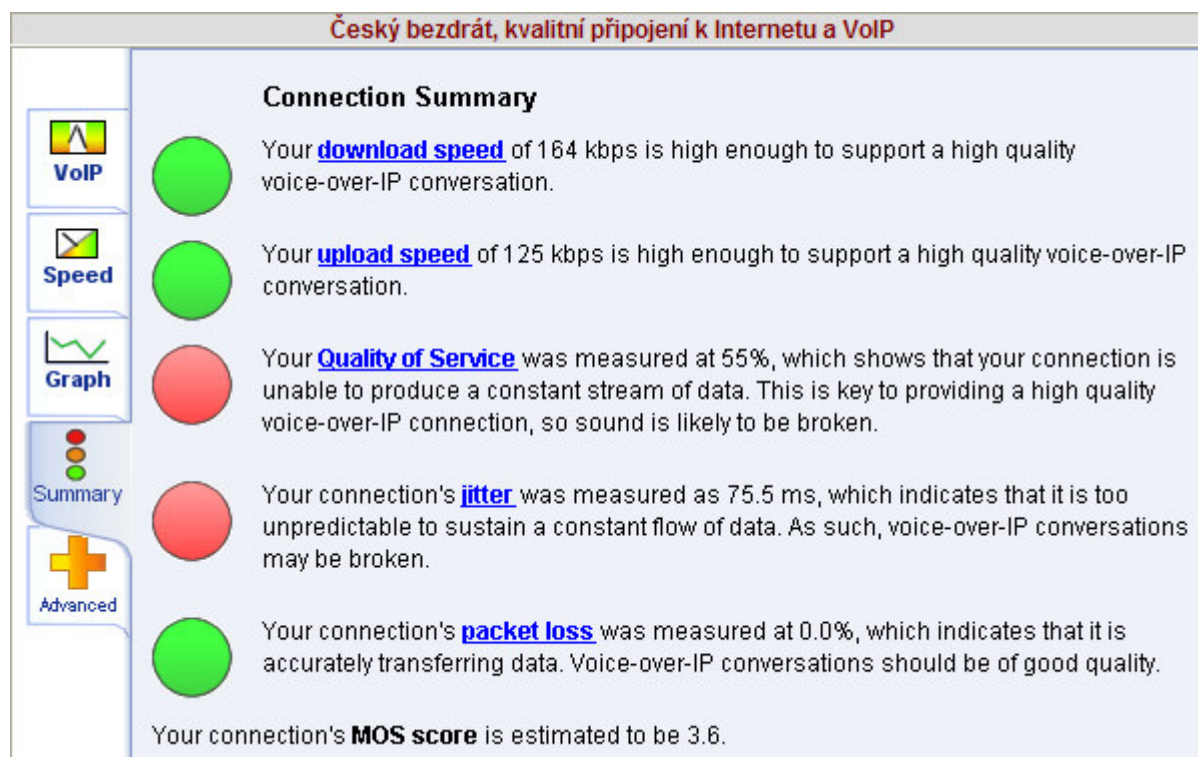 Český bezdrát, kvalitní připojení k Internetu a VoIP
Connection Summary
VoIP
Your download speed of 164 kbps is high enough to support a high quality
voice-over-IP conversation.
Speed
Your upload speed of 125 kbps is high enough to support a high quality voice-over-IP
conversation.
Graph
Your Quality of Service was measured at 55%, which shows that your connection is
unable to produce a constant stream of data. This is key to providing a high quality
voice-over-IP connection, so sound is likely to be broken.
Summary
Your connection's jitter was measured as 75.5 ms, which indicates that it is too
unpredictable to sustain a constant flow of data. As such, voice-over-IP conversations
may be broken.
Advanced
Your connection's packet loss was measured at 0.0%, which indicates that it is
accurately transferring data. Voice-over-IP conversations should be of good quality.
Your connection's MOS score is estimated to be 3.6.